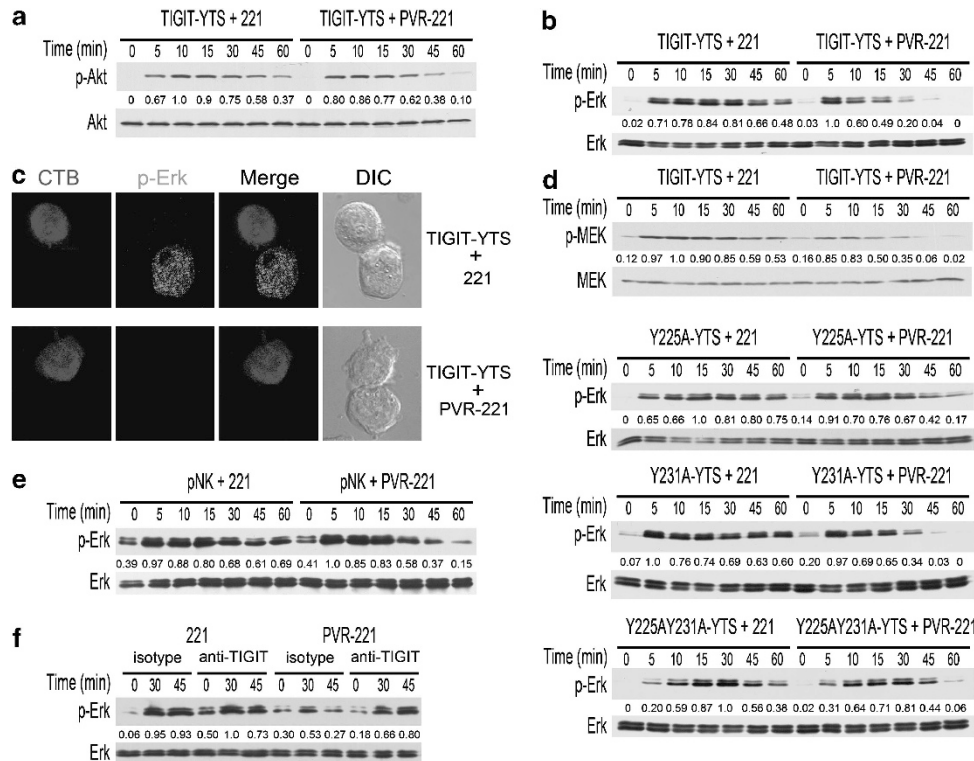 a
TIGIT-YTS + 221 TIGIT-YTS + PVR-221
Time (min) 0 5 10 15 30 45 60 0 5 10 15 30 45 60
p-Akt
0 0.67 1.0 0.9 0.75 0.58 0.37 0 0.80 0.86 0.77 0.62 0.38 0.10
Akt
b
TIGIT-YTS + 221 TIGIT-YTS + PVR-221
Time (min) 0 5 10 15 30 45 60 0 5 10 15 30 45 60
p-Erk
0.02 0.71 0.78 0.84 0.81 0.66 0.48 0.03 1.0 0.60 0.49 0.20 0.04 0
Erk
c
CTB p-Erk Merge DIC
TIGIT-YTS
+
221
TIGIT-YTS
+
PVR-221
d
TIGIT-YTS + 221 TIGIT-YTS + PVR-221
Time (min) 0 5 10 15 30 45 60 0 5 10 15 30 45 60
p-MEK
0.12 0.97 1.0 0.90 0.85 0.59 0.53 0.16 0.85 0.83 0.50 0.35 0.06 0.02
MEK
Y225A-YTS + 221 Y225A-YTS + PVR-221
Time (min) 0 5 10 15 30 45 60 0 5 10 15 30 45 60
p-Erk
0 0.65 0.66 1.0 0.81 0.80 0.75 0.14 0.91 0.70 0.76 0.67 0.42 0.17
Erk
Y231A-YTS + 221 Y231A-YTS + PVR-221
Time (min) 0 5 10 15 30 45 60 0 5 10 15 30 45 60
p-Erk
0.07 1.0 0.76 0.74 0.69 0.63 0.60 0.20 0.97 0.69 0.65 0.34 0.03 0
Erk
Y225AY231A-YTS + 221 Y225AY231A-YTS + PVR-221
Time (min) 0 5 10 15 30 45 60 0 5 10 15 30 45 60
p-Erk
0 0.20 0.59 0.87 1.0 0.56 0.38 0.02 0.31 0.64 0.71 0.81 0.44 0.06
Erk
e
pNK + 221 pNK + PVR-221
Time (min) 0 5 10 15 30 45 60 0 5 10 15 30 45 60
p-Erk
0.39 0.97 0.88 0.80 0.68 0.61 0.69 0.41 1.0 0.85 0.83 0.58 0.37 0.15
Erk
f
221 PVR-221
isotype anti-TIGIT isotype anti-TIGIT
Time (min) 0 30 45 0 30 45 0 30 45 0 30 45
p-Erk
0.06 0.95 0.93 0.50 1.0 0.73 0.30 0.53 0.27 0.18 0.66 0.80
Erk